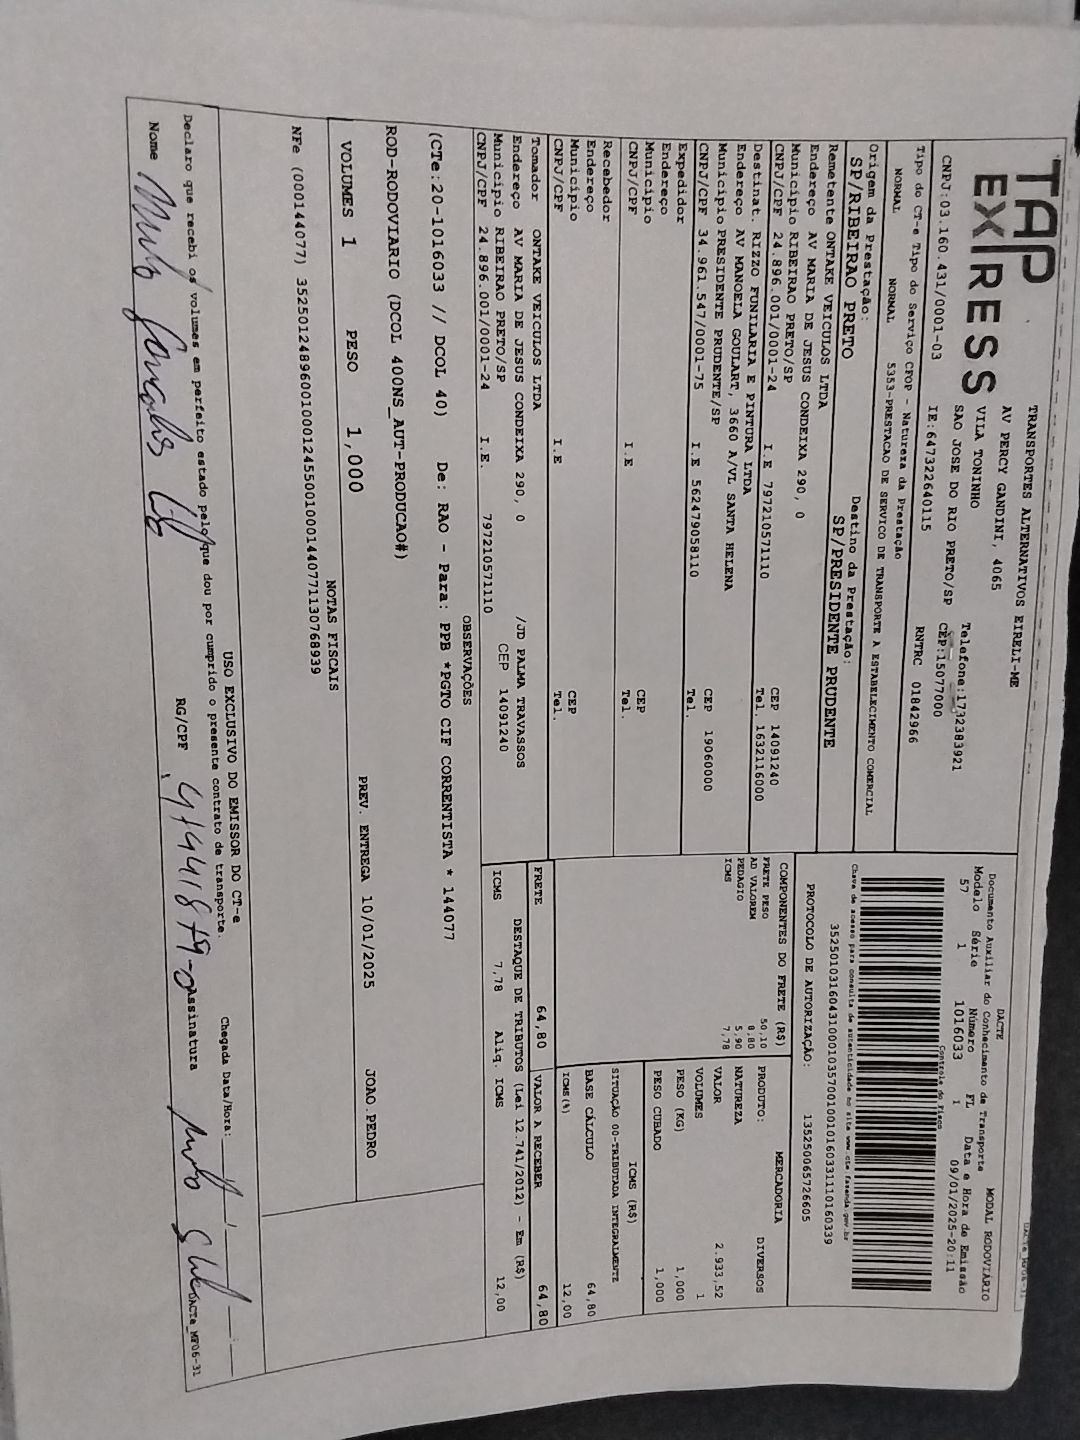 TAP
EXPRESS
TRANSPORTES ALTERNATIVOS EIRELI-ME
AV PERCY GANDINI, 4065
VILA TONINHO
SAO JOSE DO RIO PRETO/SP
Telefone:1732383921
CEP:15077000
CNPJ:03.160.431/0001-03
IE:647322640115
RNTRC 01842966
Tipo do CT-e Tipo do Serviço CFOP - Natureza da Prestação
NORMAL NORMAL 5353-PRESTACAO DE SERVICO DE TRANSPORTE A ESTABELECIMENTO COMERCIAL
Origem da Prestação: Destino da Prestação:
SP/RIBEIRAO PRETO SP/PRESIDENTE PRUDENTE
Remetente ONTAKE VEICULOS LTDA
Endereço AV MARIA DE JESUS CONDEIXA 290, 0
Município RIBEIRAO PRETO/SP CEP 14091240
CNPJ/CPF 24.896.001/0001-24 I.E 797210571110 Tel. 1632116000
Destinat. RIZZO FUNILARIA E PINTURA LTDA
Endereço AV MANOELA GOULART, 3660 A/VL SANTA HELENA
Município PRESIDENTE PRUDENTE/SP CEP 19060000
CNPJ/CPF 34.961.547/0001-75 I.E 562479058110 Tel.
Expedidor
Endereço
Município CEP
CNPJ/CPF I.E Tel.
Recebedor
Endereço
Município CEP
CNPJ/CPF I.E Tel.
Tomador ONTAKE VEICULOS LTDA
Endereço AV MARIA DE JESUS CONDEIXA 290, 0 /JD PALMA TRAVASSOS
Município RIBEIRAO PRETO/SP CEP 14091240
CNPJ/CPF 24.896.001/0001-24 I.E. 797210571110
DACTE MODAL RODOVIÁRIO
Documento Auxiliar do Conhecimento de Transporte
Modelo Série Número FL Data e Hora de Emissão
57 1 1016033 1 09/01/2025-20:11
Controle do Fisco
Chave de acesso para consulta de autenticidade no site www.cte.fazenda.gov.br
PROTOCOLO DE AUTORIZAÇÃO: 135250065726605
COMPONENTES DO FRETE (R$)
FRETE PESO 50,10
AD VALOREM 8,80
PEDAGIO 5,90
ICMS 7,78
MERCADORIA
PRODUTO: DIVERSOS
NATUREZA
VALOR 2.933,52
VOLUMES 1
PESO (KG) 1,000
PESO CUBADO 1,000
ICMS (R$)
SITUAÇÃO 00-TRIBUTADA INTEGRALMENTE
BASE CÁLCULO 64,80
ICMS(%) 12,00
FRETE 64,80 VALOR A RECEBER 64,80
DESTAQUE DE TRIBUTOS (Lei 12.741/2012) - Em (R$)
ICMS 7,78 Aliq. ICMS 12,00
OBSERVAÇÕES
(CTe:20-1016033 // DCOL 40) De: RAO - Para: PPB *PGTO CIF CORRENTISTA * 144077
ROD-RODOVIARIO (DCOL 400NS_AUT-PRODUCAO#)
VOLUMES 1 PESO 1,000 PREV. ENTREGA 10/01/2025 JOAO.PEDRO
NOTAS FISCAIS
USO EXCLUSIVO DO EMISSOR DO CT-e
Declaro que recebi os volumes em perfeito estado pelo que dou por cumprido o presente contrato de transporte.
Chegada Data/Hora:
Nome RG/CPF Assinatura
DACTe_MF06-31